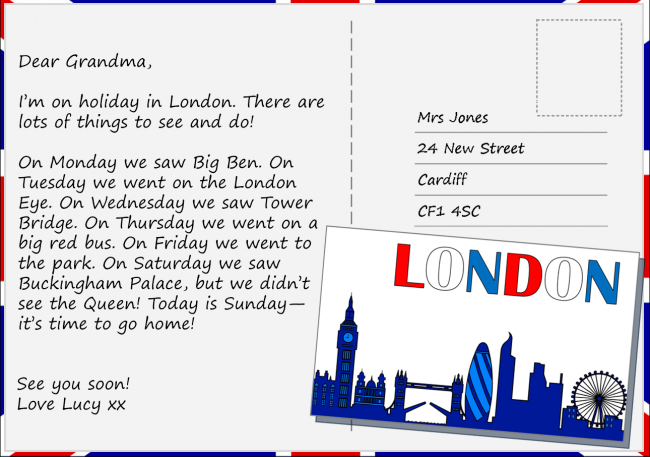 Dear Grandma,
I'm on holiday in London. There are
lots of things to see and do!
On Monday we saw Big Ben. On
Tuesday we went on the London
Eye. On Wednesday we saw Tower
Bridge. On Thursday we went on a
big red bus. On Friday we went to
the park. On Saturday we saw
Buckingham Palace, but we didn't
see the Queen! Today is Sunday—
it's time to go home!
See you soon!
Love Lucy xx
Mrs Jones
24 New Street
Cardiff
CF1 4SC
LONDON